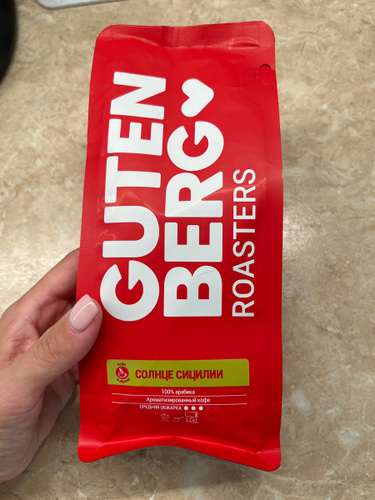 GUTEN
BERG
ROASTERS
СОЛНЦЕ СИЦИЛИИ
100% арабика
Ароматизированный кофе
СРЕДНЯЯ ОБЖАРКА